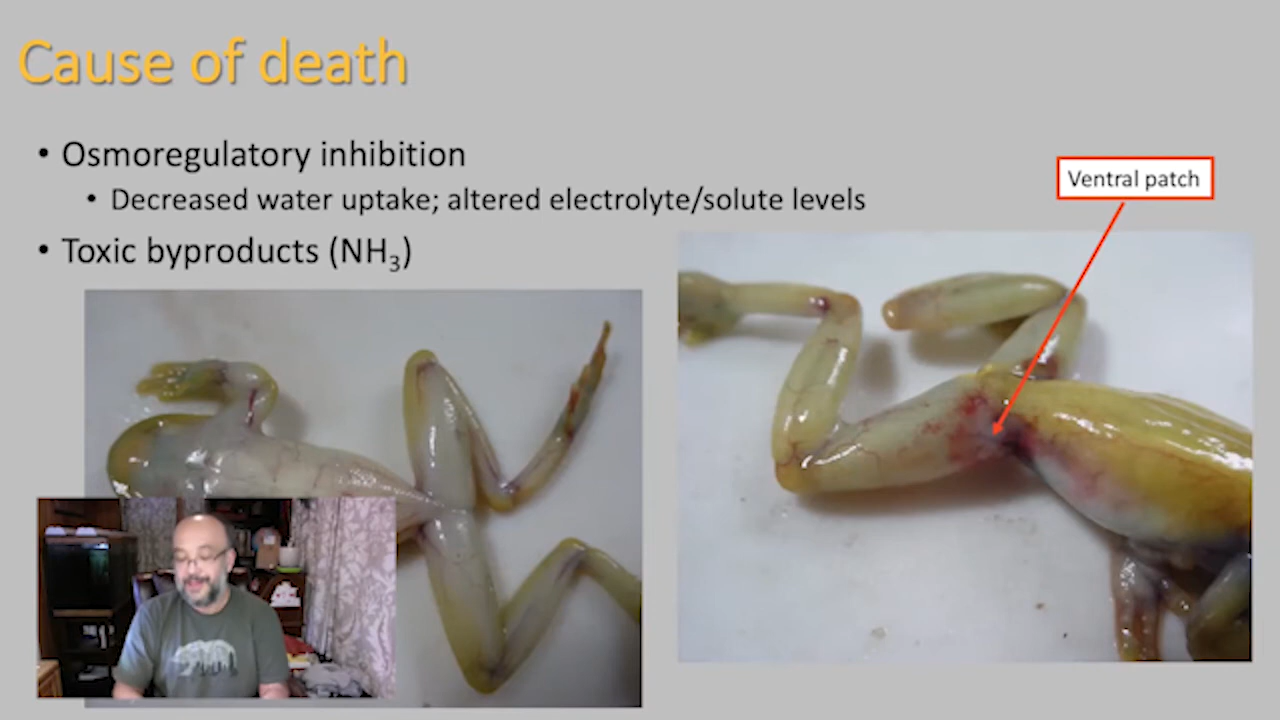 Cause of death
• Osmoregulatory inhibition
• Decreased water uptake; altered electrolyte/solute levels
• Toxic byproducts (NH₃)
Ventral patch